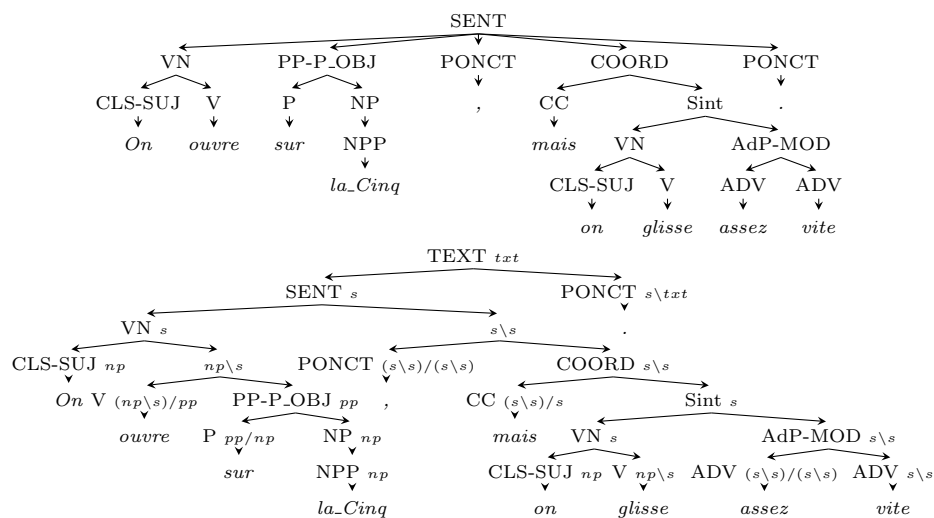 SENT
VN PP-P_OBJ PONCT COORD PONCT
CLS-SUJ V P NP , CC Sint .
On ouvre sur NPP mais VN AdP-MOD
la_Cinq CLS-SUJ V ADV ADV
on glisse assez vite
TEXT txt
SENT s PONCT s\txt
VN s s\s .
CLS-SUJ np np\s PONCT (s\s)/(s\s) COORD s\s
On V (np\s)/pp PP-P_OBJ pp , CC (s\s)/s Sint s
ouvre P pp/np NP np mais VN s AdP-MOD s\s
sur NPP np CLS-SUJ np V np\s ADV (s\s)/(s\s) ADV s\s
la_Cinq on glisse assez vite